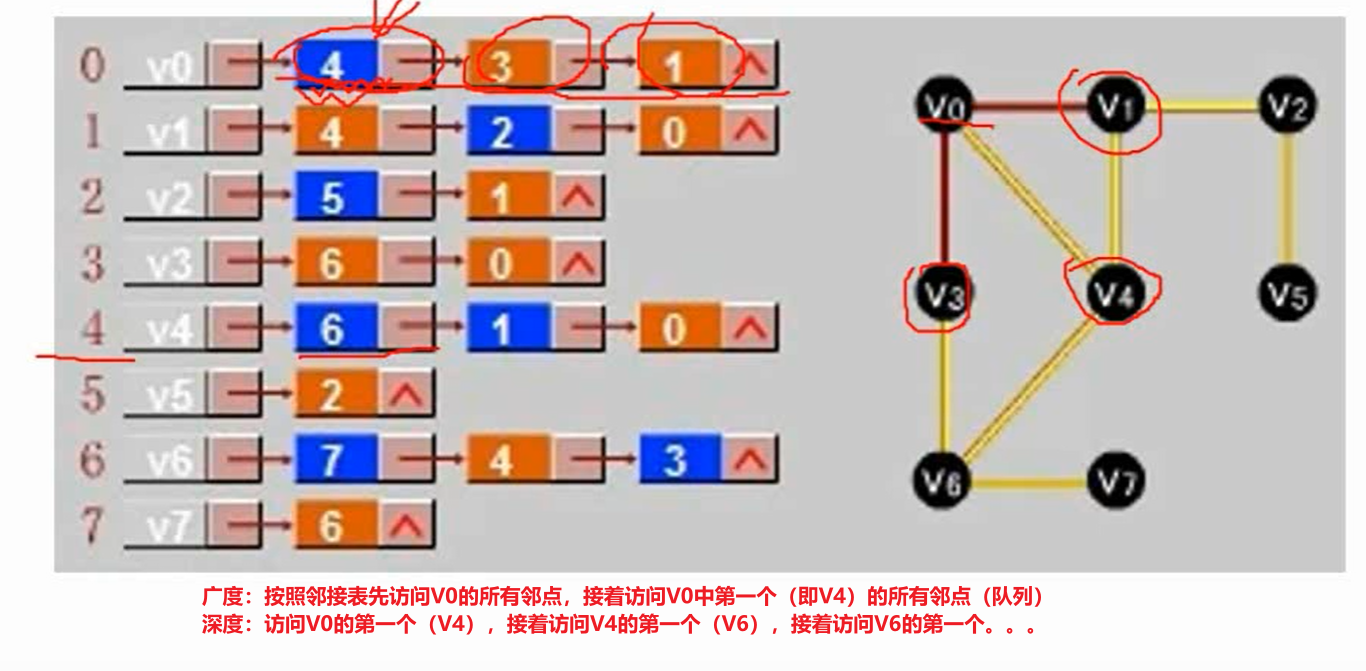 0 v0 4 3 1 ^
1 v1 4 2 0 ^
2 v2 5 1 ^
3 v3 6 0 ^
4 v4 6 1 0 ^
5 v5 2 ^
6 v6 7 4 3 ^
7 v7 6 ^
V0 V1 V2
V3 V4 V5
V6 V7
广度：按照邻接表先访问V0的所有邻点，接着访问V0中第一个（即V4）的所有邻点（队列）
深度：访问V0的第一个（V4），接着访问V4的第一个（V6），接着访问V6的第一个。。。